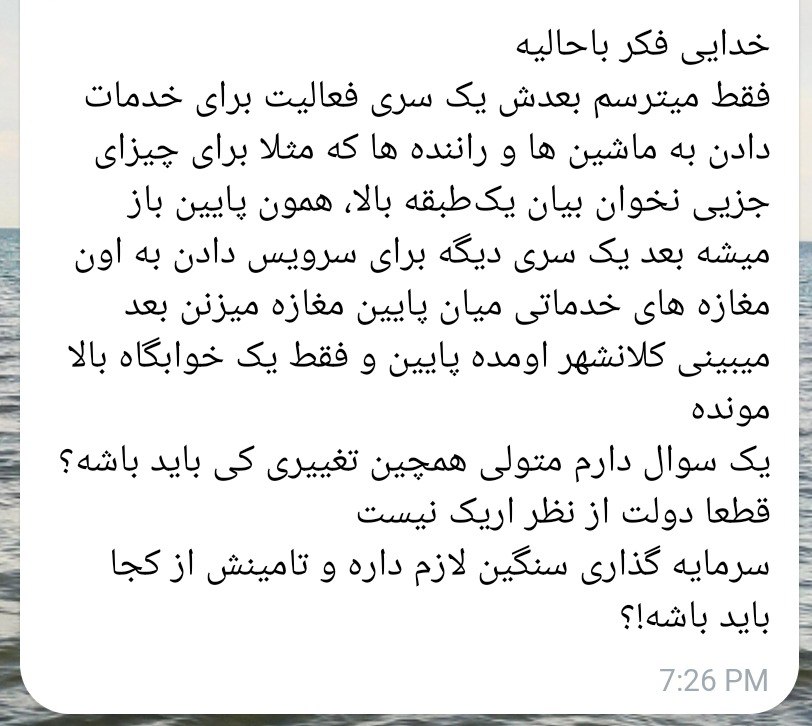 خدایی فکر باحالیه
فقط میترسم بعدش یک سری فعالیت برای خدمات
دادن به ماشین ها و راننده ها که مثلا برای چیزای
جزیی نخوان بیان یک‌طبقه بالا، همون پایین باز
میشه بعد یک سری دیگه برای سرویس دادن به اون
مغازه های خدماتی میان پایین مغازه میزنن بعد
میبینی کلانشهر اومده پایین و فقط یک خوابگاه بالا
مونده
یک سوال دارم متولی همچین تغییری کی باید باشه؟
قطعا دولت از نظر اریک نیست
سرمایه گذاری سنگین لازم داره و تامینش از کجا
باید باشه!؟
7:26 PM